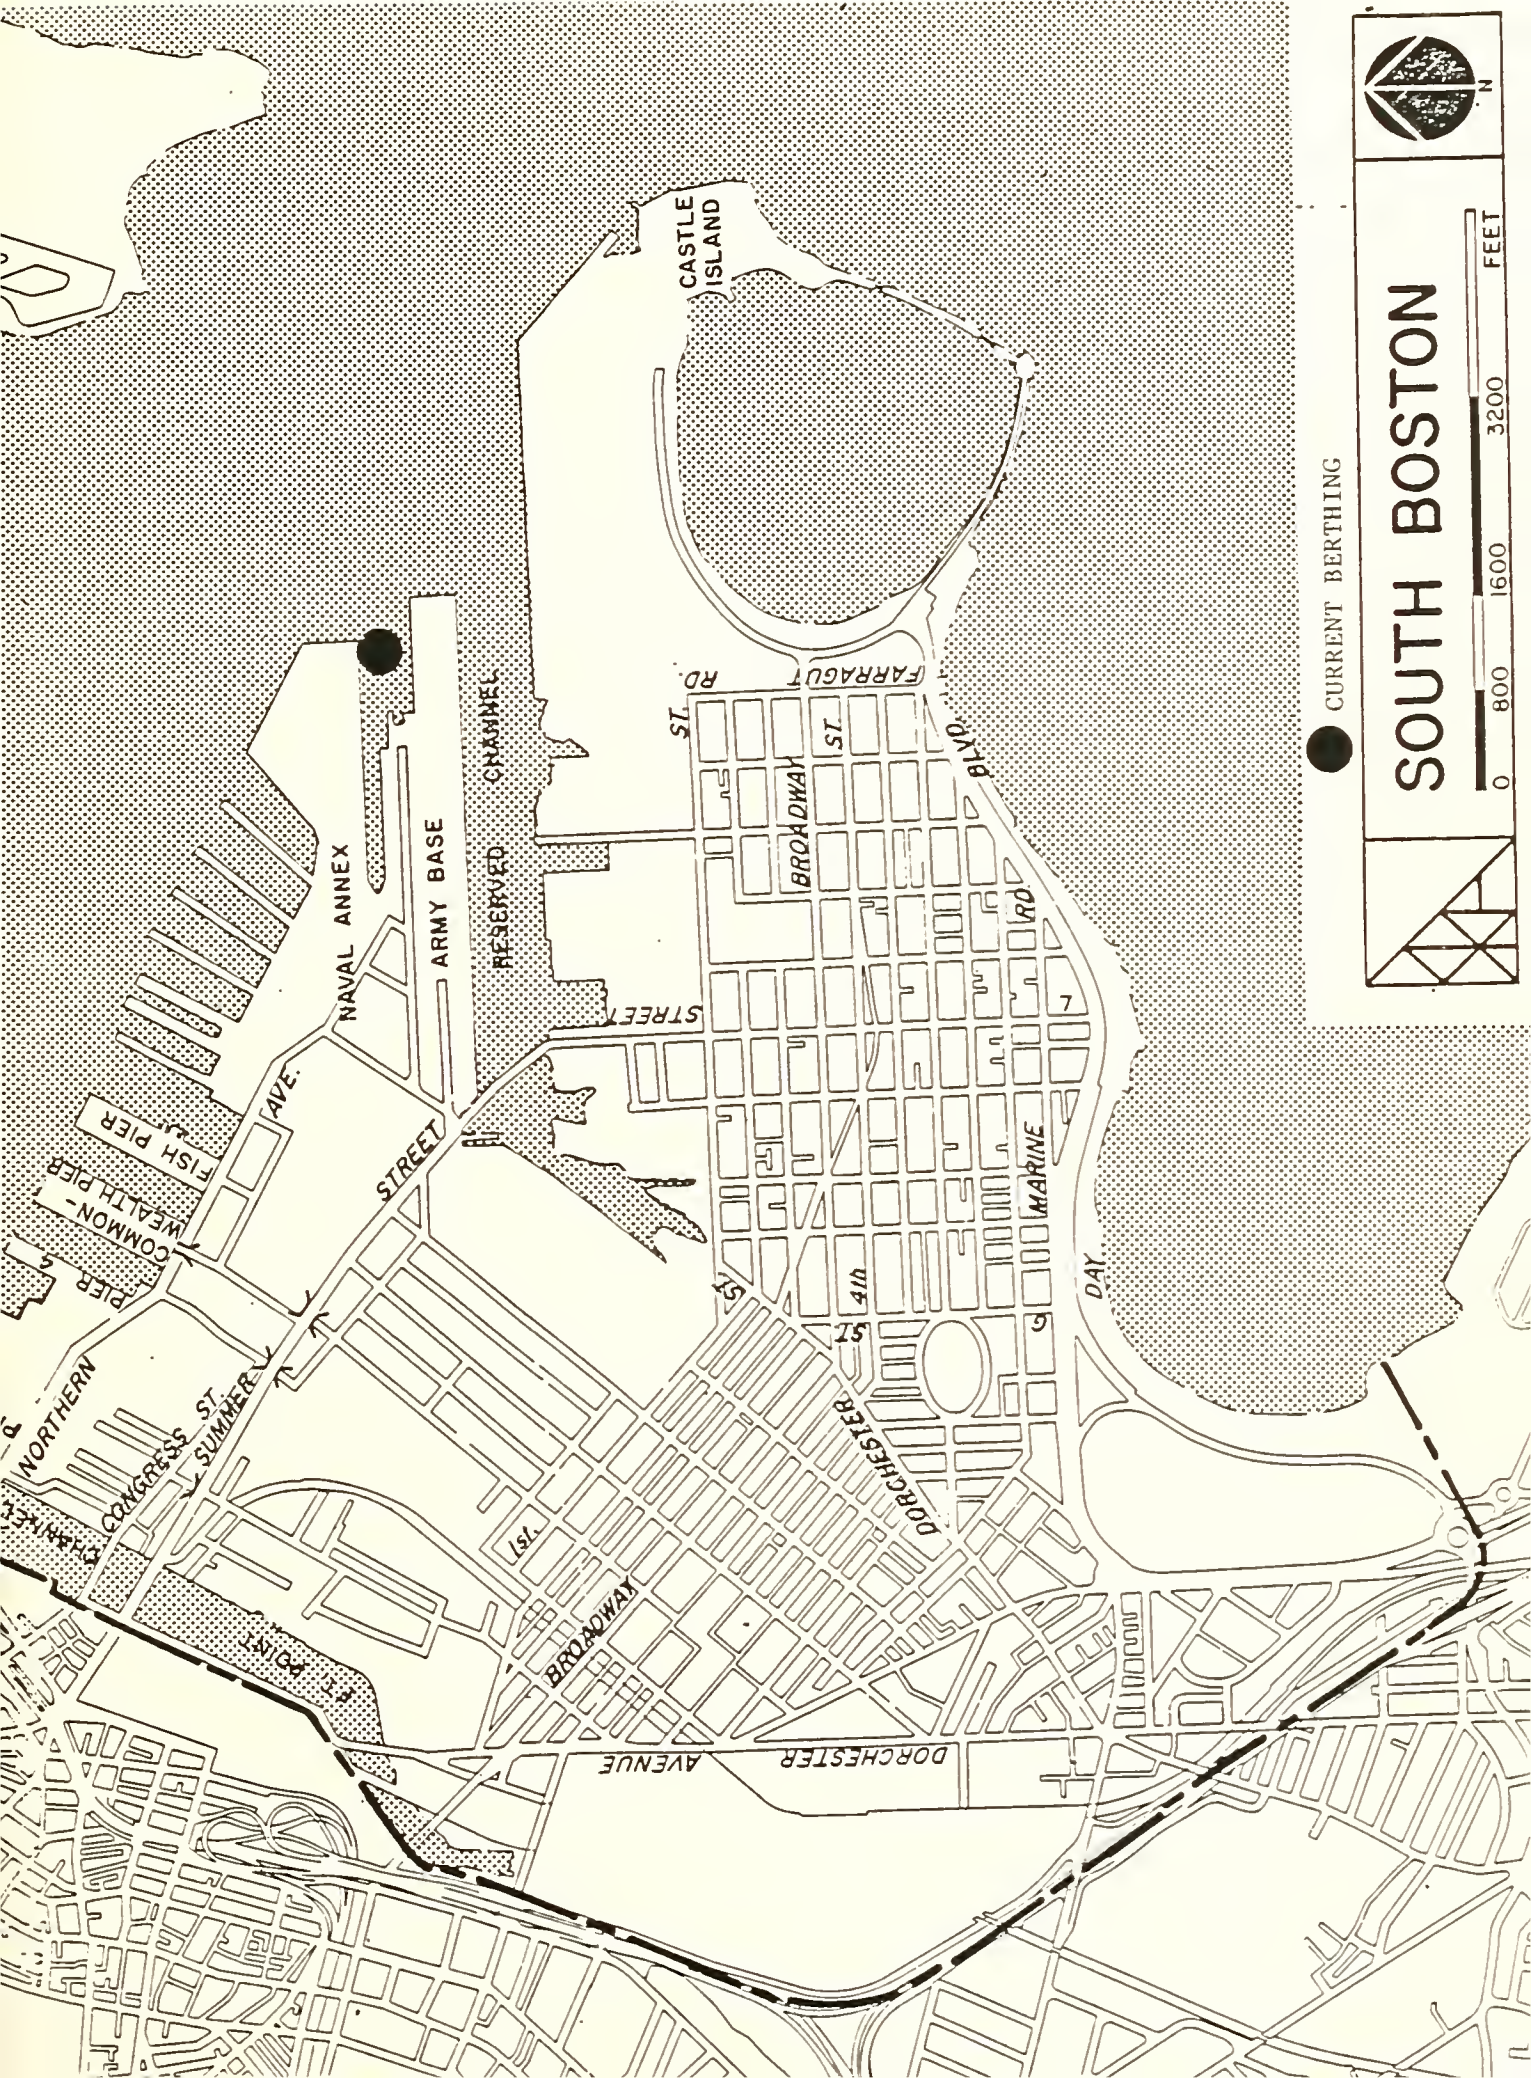 CASTLE
ISLAND
NAVAL ANNEX
ARMY BASE
RESERVED CHANNEL
FISH PIER
COMMON-
WEALTH PIER
PIER 4
NORTHERN
AVE.
CONGRESS ST.
SUMMER
STREET
STREET
CHANNEL
FT. POINT
FARRAGUT
RD.
ST.
ST
BROADWAY
BLVD.
RD
7
MARINE
DAY
9
4th
ST.
ST.
DORCHESTER
DORCHESTER
1st.
BROADWAY
DORCHESTER
AVENUE
CURRENT BERTHING
SOUTH BOSTON
0 800 1600 3200
FEET
N